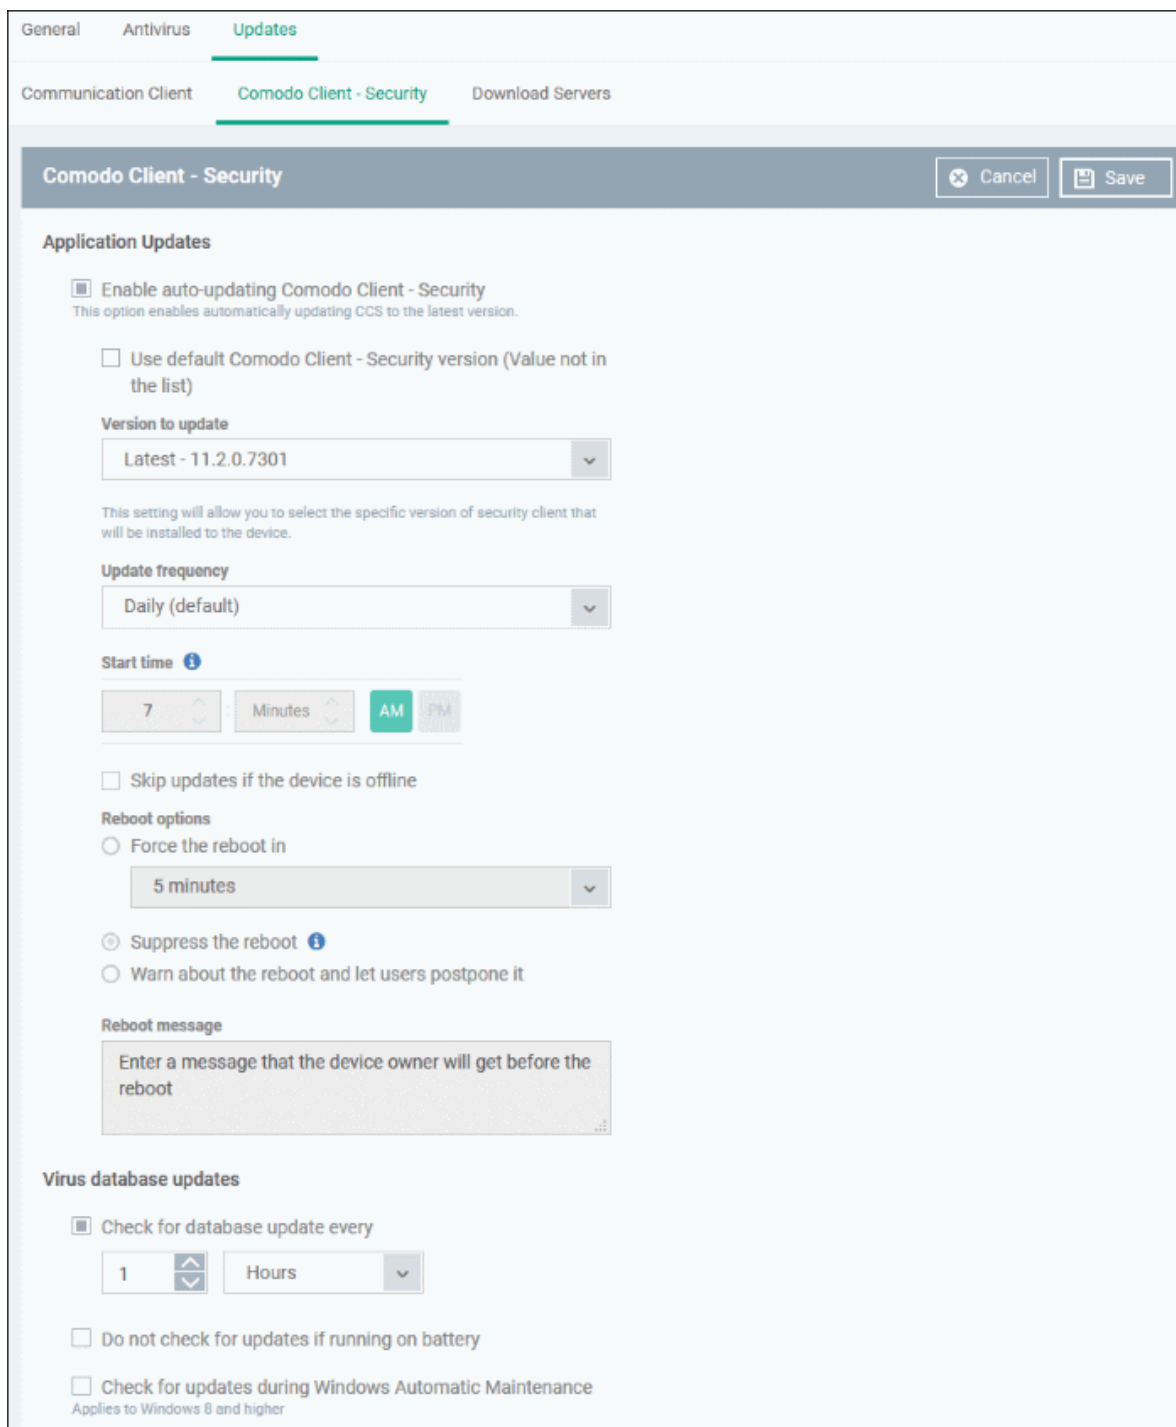 General Antivirus Updates
Communication Client Comodo Client - Security Download Servers
Comodo Client - Security Cancel Save
Application Updates
Enable auto-updating Comodo Client - Security
This option enables automatically updating CCS to the latest version.
Use default Comodo Client - Security version (Value not in
the list)
Version to update
Latest - 11.2.0.7301
This setting will allow you to select the specific version of security client that
will be installed to the device.
Update frequency
Daily (default)
Start time
7 : Minutes AM PM
Skip updates if the device is offline
Reboot options
Force the reboot in
5 minutes
Suppress the reboot
Warn about the reboot and let users postpone it
Reboot message
Enter a message that the device owner will get before the
reboot
Virus database updates
Check for database update every
1 Hours
Do not check for updates if running on battery
Check for updates during Windows Automatic Maintenance
Applies to Windows 8 and higher